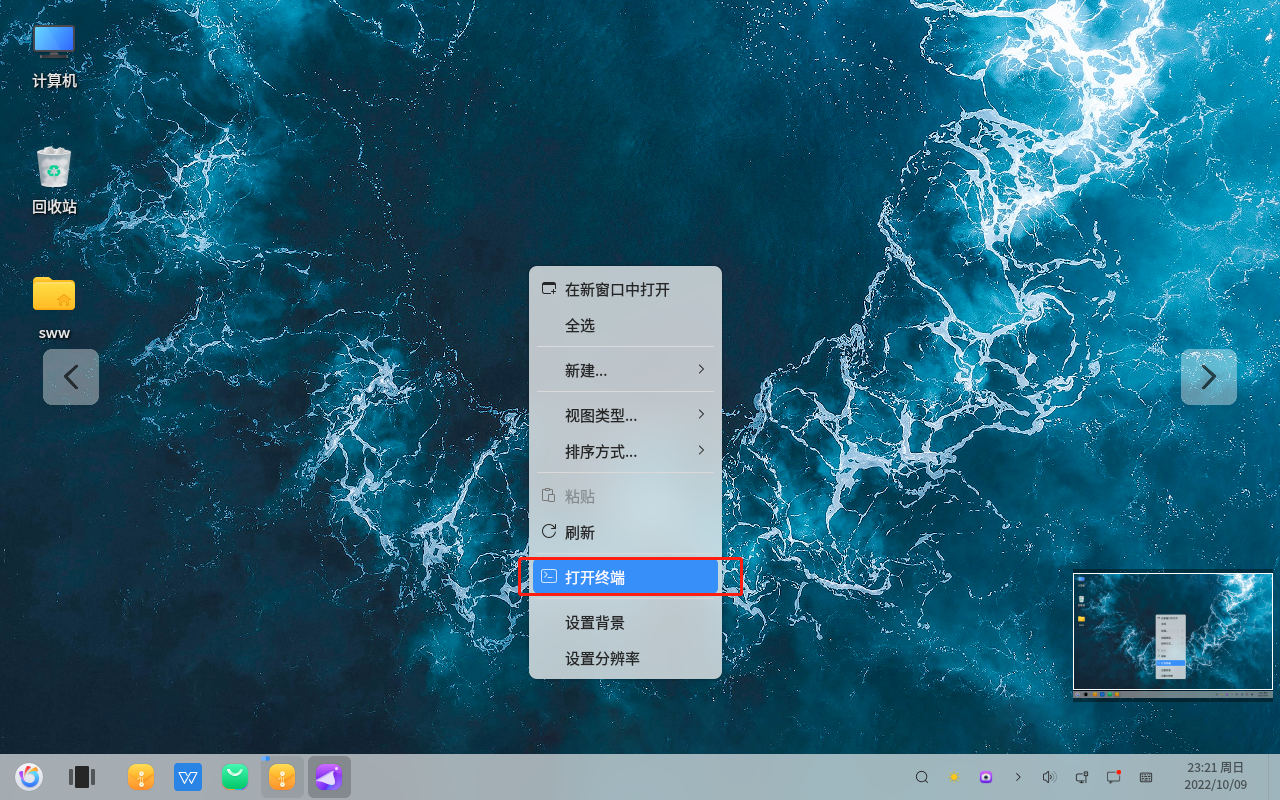 计算机
回收站
sww
在新窗口中打开
全选
新建...
视图类型...
排序方式...
粘贴
刷新
打开终端
设置背景
设置分辨率
23:21 周日
2022/10/09